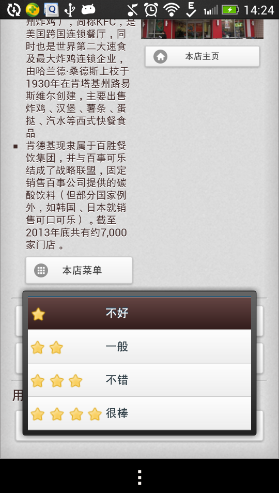 14:24
州炸鸡），简称KFC，是
美国跨国连锁餐厅，同
时也是世界第二大速食
及最大炸鸡连锁企业，
由哈兰德·桑德斯上校于
1930年在肯塔基州路易
斯维尔创建，主要出售
炸鸡、汉堡、薯条、蛋
挞、汽水等西式快餐食
品
肯德基现隶属于百胜餐
饮集团，并与百事可乐
结成了战略联盟，固定
销售百事公司提供的碳
酸饮料（但部分国家例
外，如韩国、日本就销
售可口可乐）。截至
2013年底共有约7,000
家门店。
本店主页
本店菜单
不好
一般
不错
很棒
用